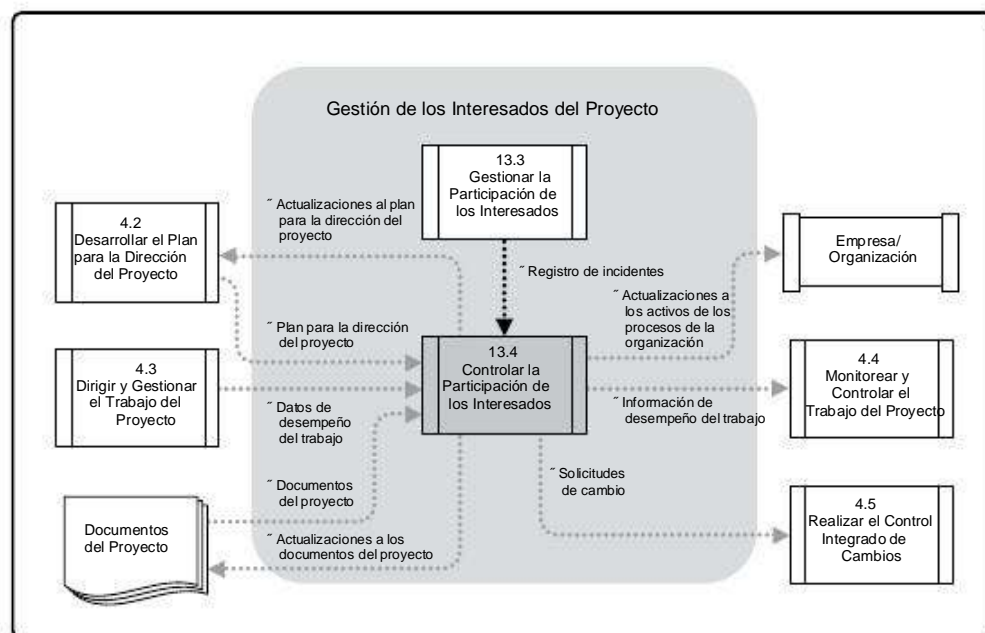 Gestión de los Interesados del Proyecto
13.3
Gestionar la
Participación de
los Interesados
˝ Actualizaciones al plan
para la dirección del
proyecto
4.2
Desarrollar el Plan
para la Dirección
del Proyecto
Empresa/
Organización
˝ Registro de incidentes
˝ Actualizaciones a
los activos de los
procesos de la
organización
˝ Plan para la dirección
del proyecto
13.4
Controlar la
Participación de
los Interesados
4.3
Dirigir y Gestionar
el Trabajo del
Proyecto
4.4
Monitorear y
Controlar el
Trabajo del Proyecto
˝ Datos de
desempeño
del trabajo
˝ Información de
desempeño del trabajo
˝ Solicitudes
de cambio
˝ Documentos
del proyecto
Documentos
del Proyecto
4.5
Realizar el Control
Integrado de
Cambios
˝ Actualizaciones a los
documentos del proyecto